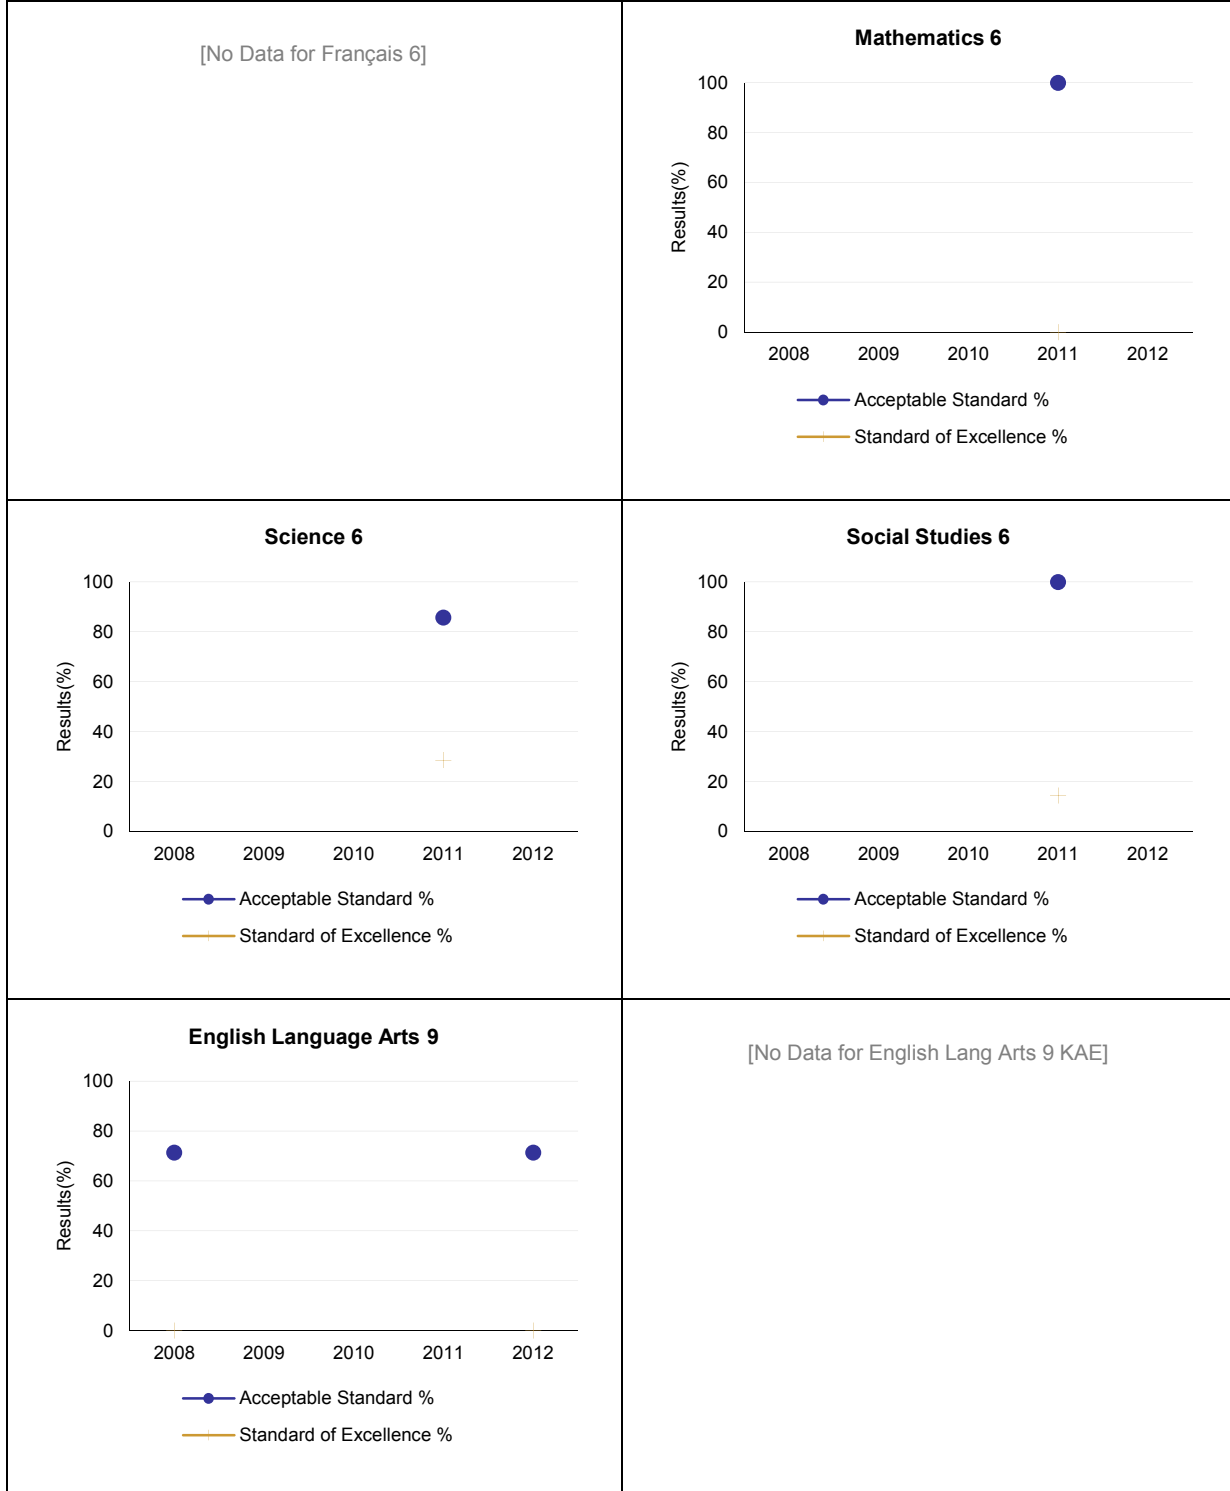 [No Data for Français 6]
Mathematics 6
100
80
60
40
20
0
Results(%)
2008 2009 2010 2011 2012
Acceptable Standard %
Standard of Excellence %
Science 6
100
80
60
40
20
0
Results(%)
2008 2009 2010 2011 2012
Acceptable Standard %
Standard of Excellence %
Social Studies 6
100
80
60
40
20
0
Results(%)
2008 2009 2010 2011 2012
Acceptable Standard %
Standard of Excellence %
English Language Arts 9
100
80
60
40
20
0
Results(%)
2008 2009 2010 2011 2012
Acceptable Standard %
Standard of Excellence %
[No Data for English Lang Arts 9 KAE]